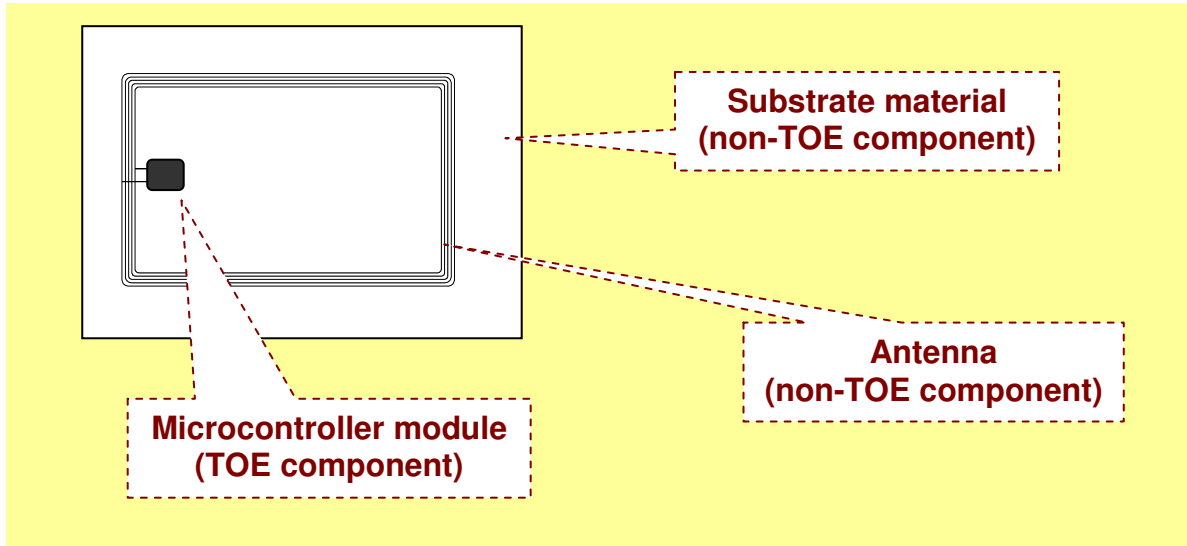 Substrate material
(non-TOE component)
Antenna
(non-TOE component)
Microcontroller module
(TOE component)